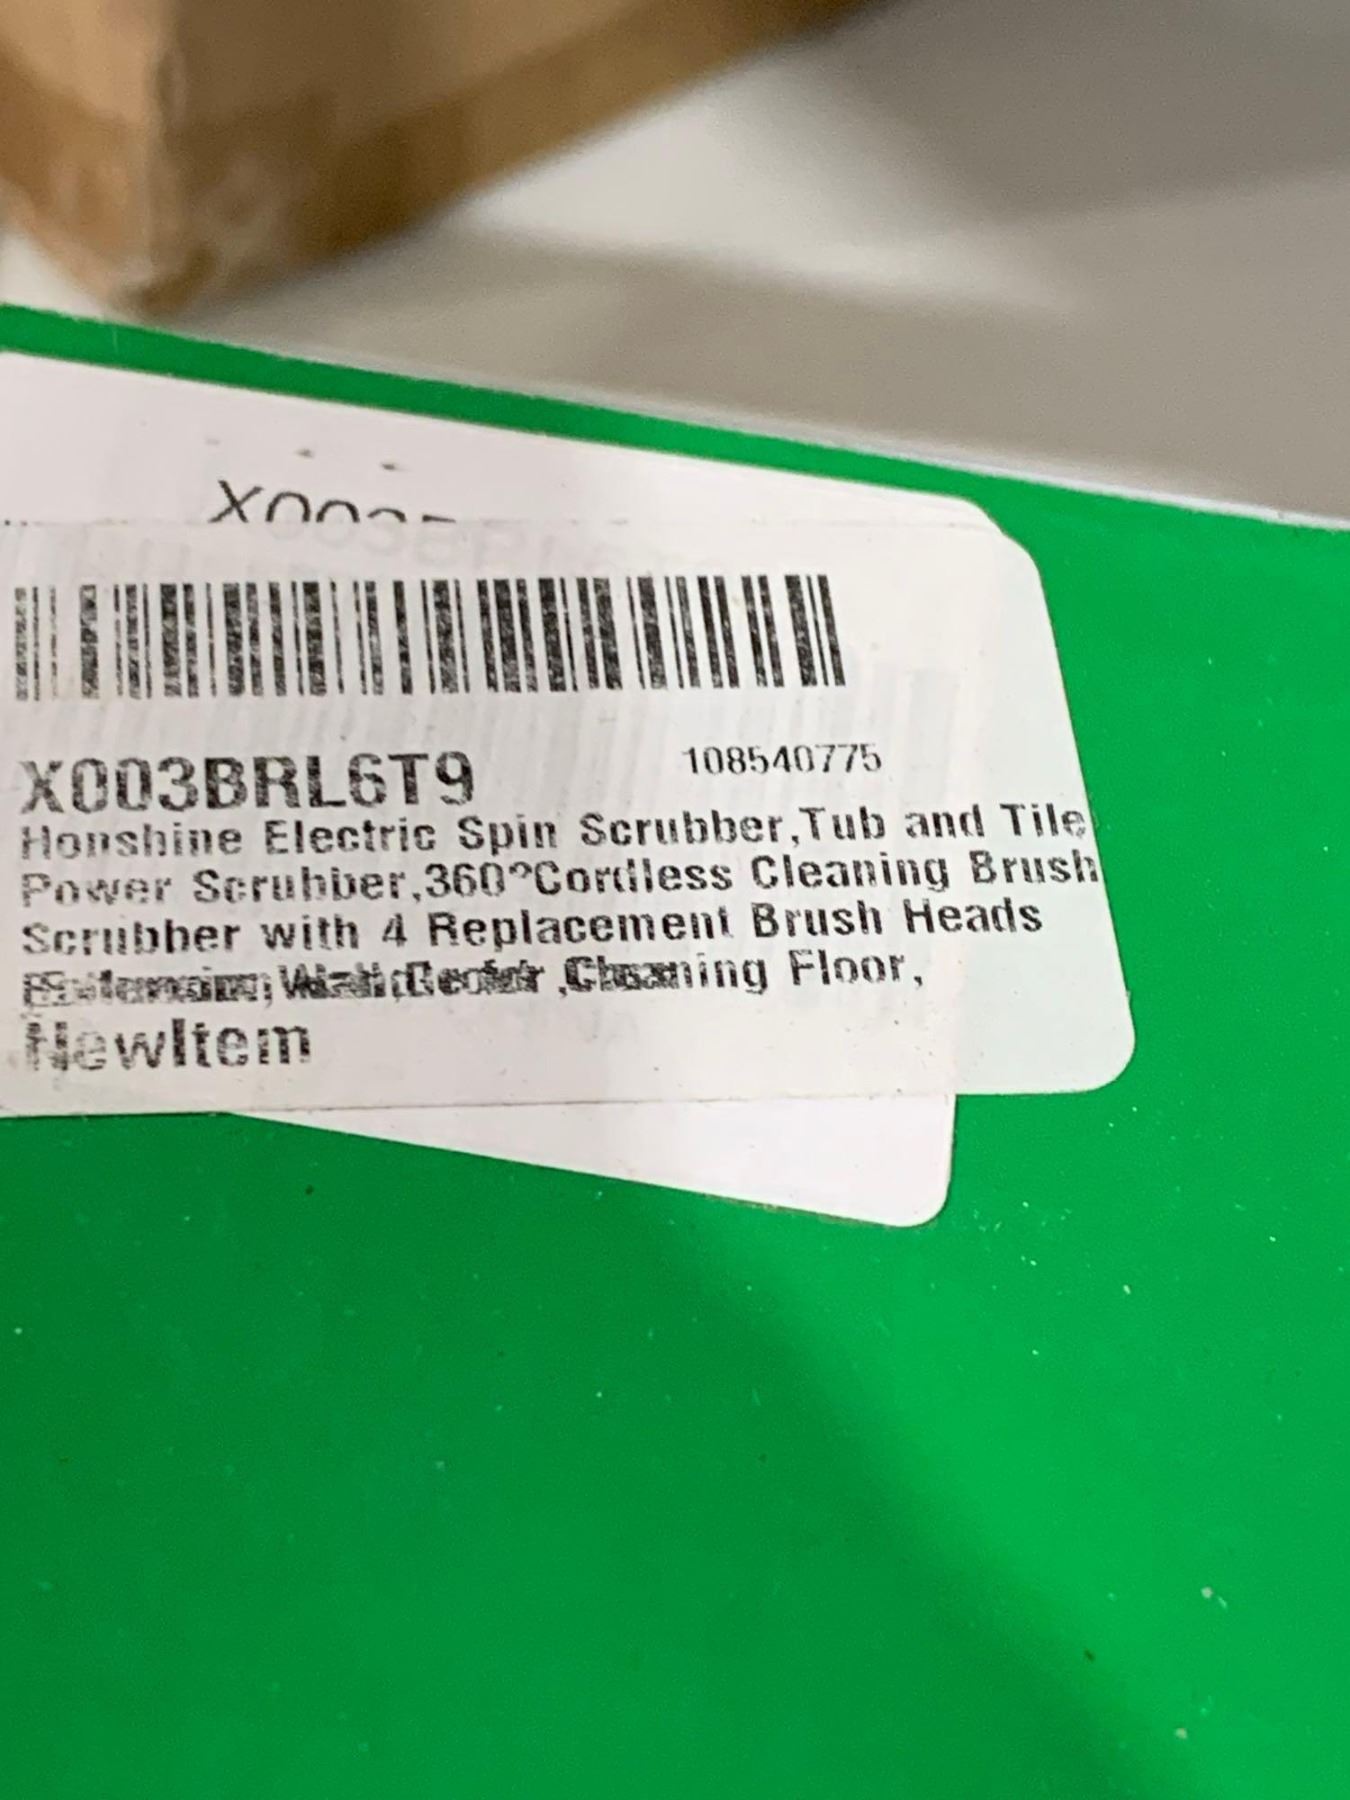 X003BRL6T9
108540775
Honshine Electric Spin Scrubber,Tub and Tile
Power Scrubber,360°Cordless Cleaning Brush
Scrubber with 4 Replacement Brush Heads
Cleaning Floor,
NewItem